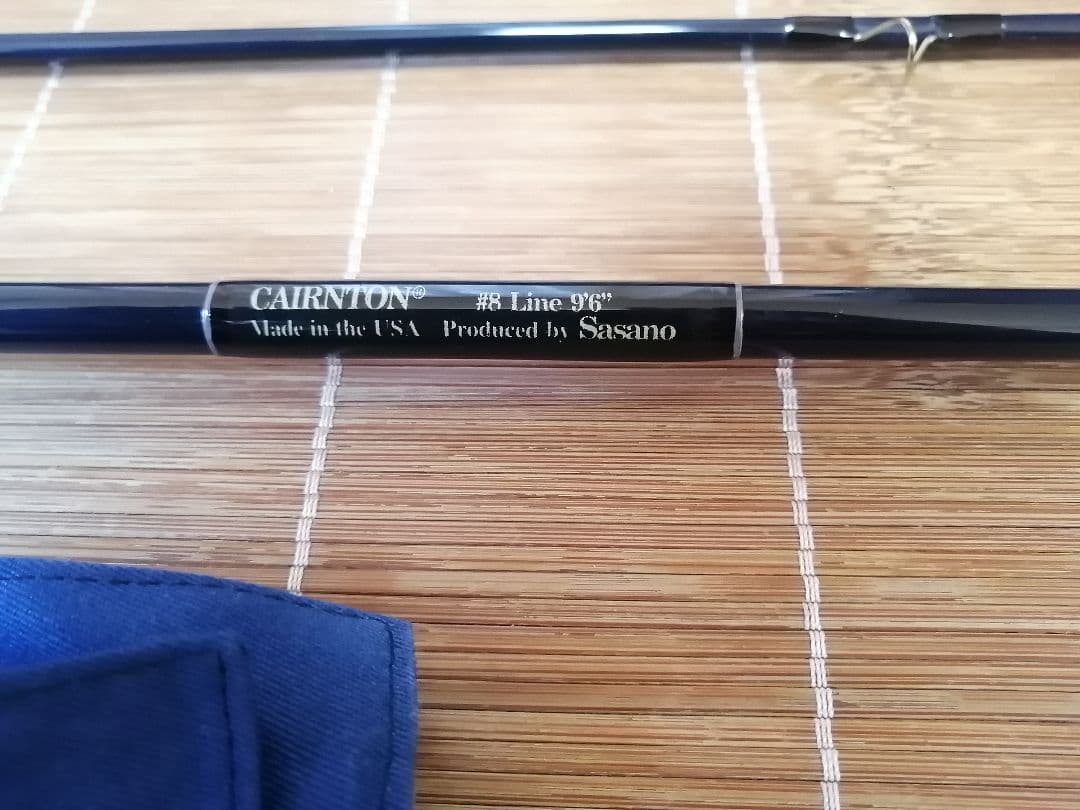 CAIRNTON® #8 Line 9'6”
Made in the USA Produced by Sasano